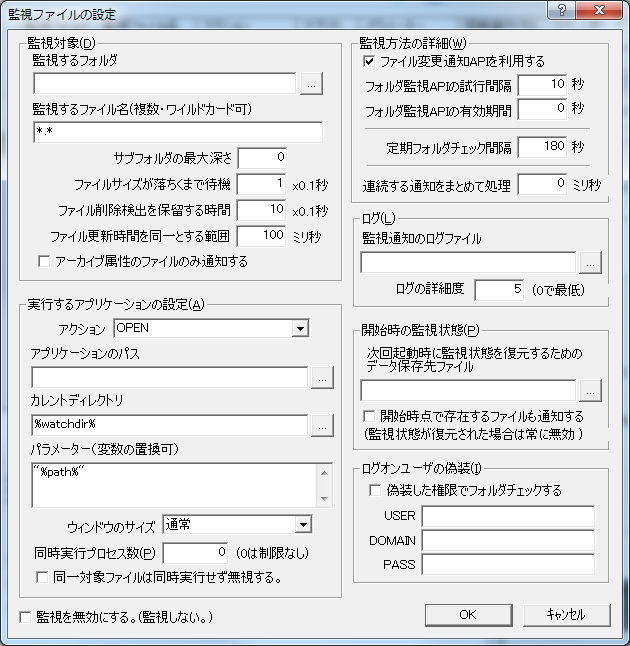 監視ファイルの設定
監視対象(D)
監視するフォルダ
...
監視するファイル名(複数・ワイルドカード可)
*.*
サブフォルダの最大深さ 0
ファイルサイズが落ちくまで待機 1 x0.1秒
ファイル削除検出を保留する時間 10 x0.1秒
ファイル更新時間を同一とする範囲 100 ミリ秒
アーカイブ属性のファイルのみ通知する
実行するアプリケーションの設定(A)
アクション OPEN
アプリケーションのパス
...
カレントディレクトリ
%watchdir% ...
パラメーター(変数の置換可)
"%path%"
ウィンドウのサイズ 通常
同時実行プロセス数(P) 0 (0は制限なし)
同一対象ファイルは同時実行せず無視する。
監視を無効にする。(監視しない。)
監視方法の詳細(W)
ファイル変更通知APIを利用する
フォルダ監視APIの試行間隔 10 秒
フォルダ監視APIの有効期間 0 秒
定期フォルダチェック間隔 180 秒
連続する通知をまとめて処理 0 ミリ秒
ログ(L)
監視通知のログファイル
...
ログの詳細度 5 (0で最低)
開始時の監視状態(P)
次回起動時に監視状態を復元するための
データ保存先ファイル
...
開始時点で存在するファイルも通知する
(監視状態が復元された場合は常に無効)
ログオンユーザの偽装(I)
偽装した権限でフォルダチェックする
USER
DOMAIN
PASS
OK キャンセル